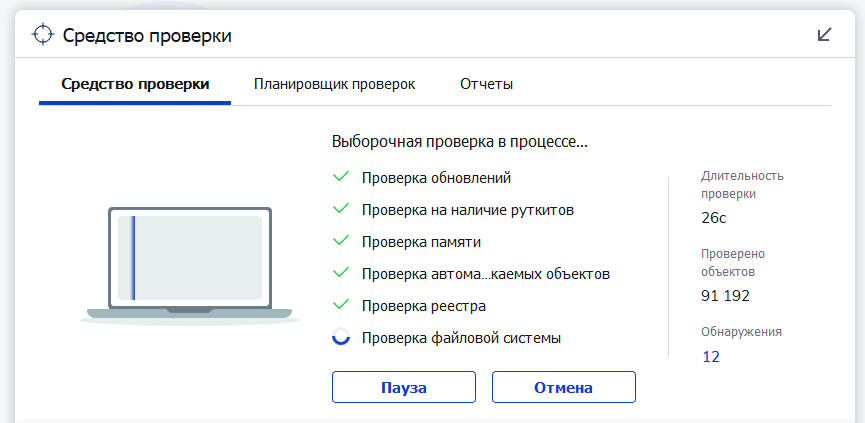 Средство проверки
Средство проверки
Планировщик проверок
Отчеты
Выборочная проверка в процессе...
Проверка обновлений
Проверка на наличие руткитов
Проверка памяти
Проверка автома...каемых объектов
Проверка реестра
Проверка файловой системы
Пауза
Отмена
Длительность
проверки
26с
Проверено
объектов
91 192
Обнаружения
12